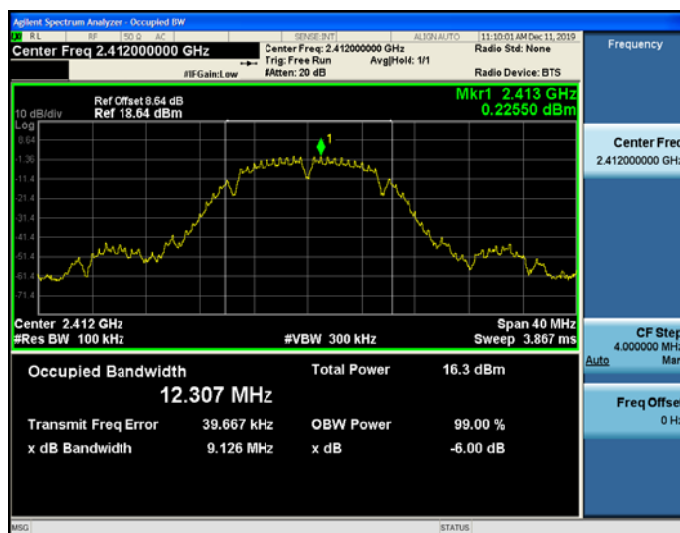 Agilent Spectrum Analyzer - Occupied BW
RL RF 50 Ω AC SENSE:INT ALIGN AUTO 11:10:01 AM Dec 11, 2019
Center Freq 2.412000000 GHz
Center Freq: 2.412000000 GHz
Radio Std: None
Trig: Free Run Avg|Hold: 1/1
#IFGain:Low
#Atten: 20 dB
Radio Device: BTS
Mkr1 2.413 GHz
0.22550 dBm
Ref Offset 8.64 dB
10 dB/div Ref 18.64 dBm
Log
8.64
-1.36
-11.4
-21.4
-31.4
-41.4
-51.4
-61.4
-71.4
1
Center 2.412 GHz Span 40 MHz
#Res BW 100 kHz #VBW 300 kHz Sweep 3.867 ms
Occupied Bandwidth Total Power 16.3 dBm
12.307 MHz
Transmit Freq Error 39.667 kHz OBW Power 99.00 %
x dB Bandwidth 9.126 MHz x dB -6.00 dB
Frequency
Center Freq
2.412000000 GHz
CF Step
4.000000 MHz
Auto Man
Freq Offset
0 Hz
MSG STATUS